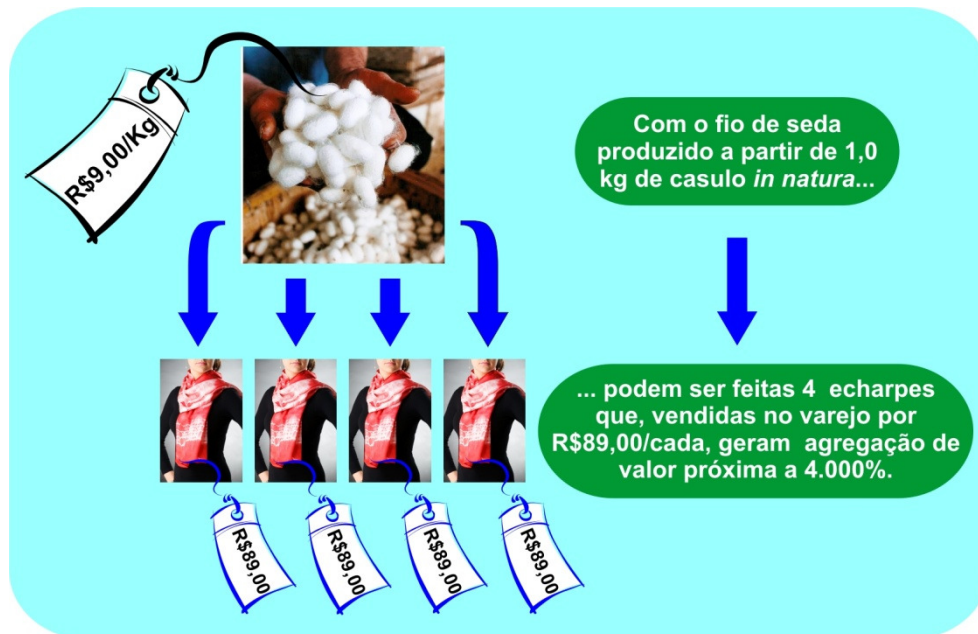 R$9,00/Kg
Com o fio de seda
produzido a partir de 1,0
kg de casulo in natura...
... podem ser feitas 4 echarpes
que, vendidas no varejo por
R$89,00/cada, geram agregação de
valor próxima a 4.000%.
R$89,00
R$89,00
R$89,00
R$89,00